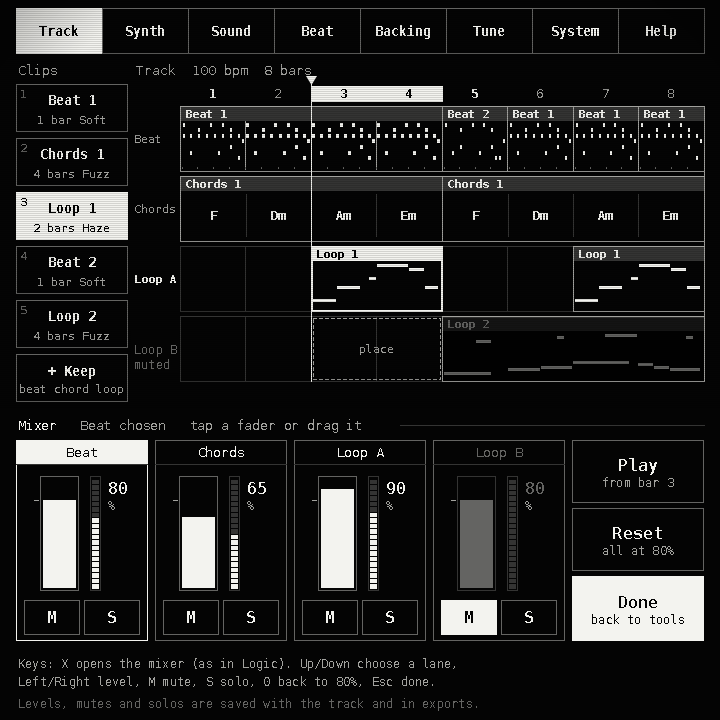 Track Synth Sound Beat Backing Tune System Help
Clips Track 100 bpm 8 bars
1 2 3 4 5 6 7 8
1 Beat 1
1 bar Soft
2 Chords 1
4 bars Fuzz
3 Loop 1
2 bars Haze
4 Beat 2
1 bar Soft
5 Loop 2
4 bars Fuzz
+ Keep
beat chord loop
Beat
Beat 1 Beat 2 Beat 1 Beat 1 Beat 1
Chords
Chords 1 Chords 1
F Dm Am Em F Dm Am Em
Loop A
Loop 1 Loop 1
Loop B
muted
place
Loop 2
Mixer Beat chosen tap a fader or drag it
Beat Chords Loop A Loop B
80 65 90 80
% % % %
M S M S M S M S
Play
from bar 3
Reset
all at 80%
Done
back to tools
Keys: X opens the mixer (as in Logic). Up/Down choose a lane,
Left/Right level, M mute, S solo, 0 back to 80%, Esc done.
Levels, mutes and solos are saved with the track and in exports.